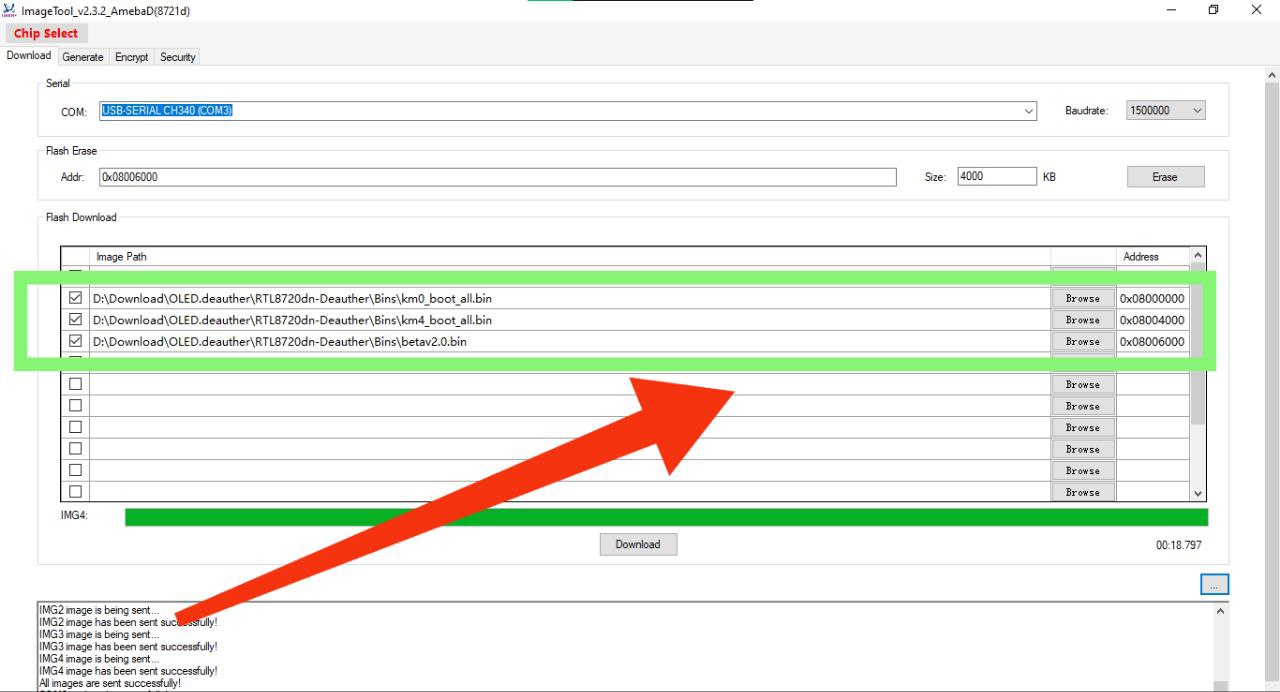 ImageTool_v2.3.2_AmebaD(8721d)
Chip Select
Download Generate Encrypt Security
Serial
COM: USB-SERIAL CH340 (COM3) Baudrate: 1500000
Flash Erase
Addr: 0x08006000 Size: 4000 KB Erase
Flash Download
Image Path Address
D:\Download\OLED.deauther\RTL8720dn-Deauther\Bins\km0_boot_all.bin Browse 0x08000000
D:\Download\OLED.deauther\RTL8720dn-Deauther\Bins\km4_boot_all.bin Browse 0x08004000
D:\Download\OLED.deauther\RTL8720dn-Deauther\Bins\betav2.0.bin Browse 0x08006000
Browse
Browse
Browse
Browse
Browse
Browse
IMG4:
Download 00:18.797
...
IMG2 image is being sent...
IMG2 image has been sent successfully!
IMG3 image is being sent...
IMG3 image has been sent successfully!
IMG4 image is being sent...
IMG4 image has been sent successfully!
All images are sent successfully!